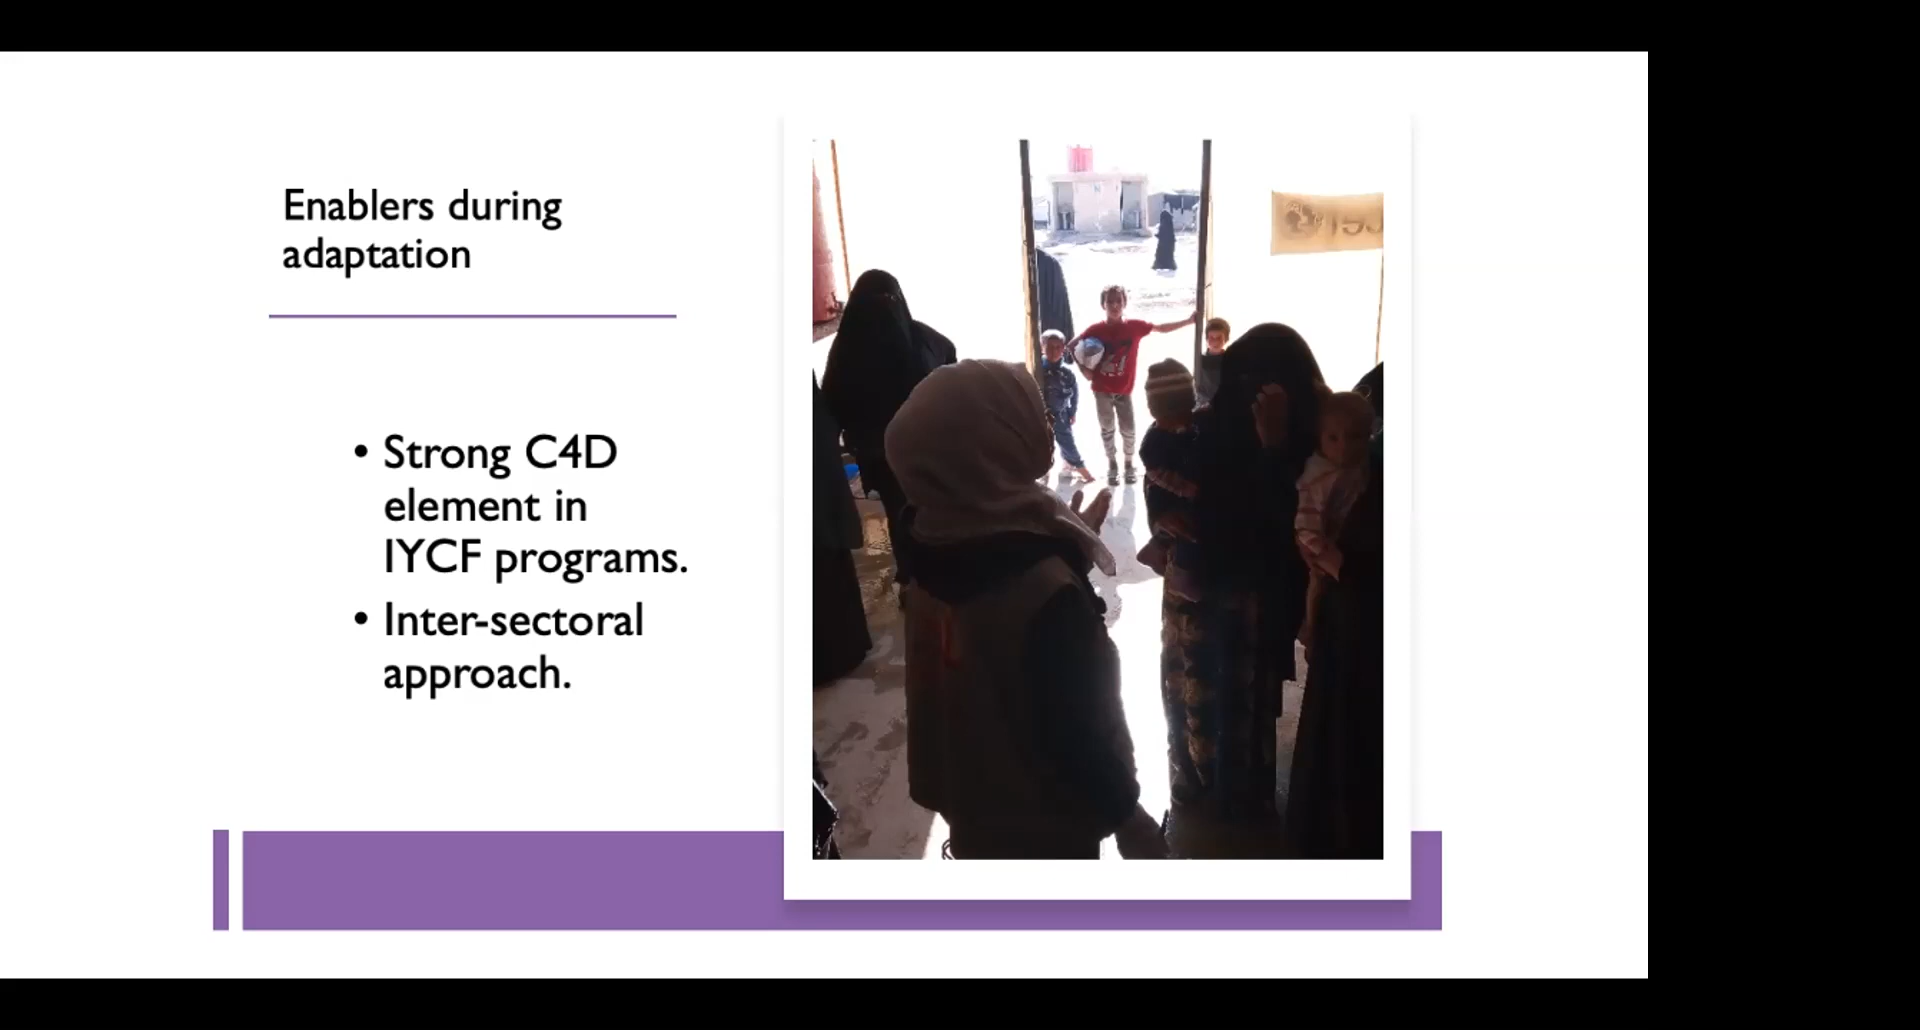 Enablers during
adaptation
• Strong C4D
element in
IYCF programs.
• Inter-sectoral
approach.